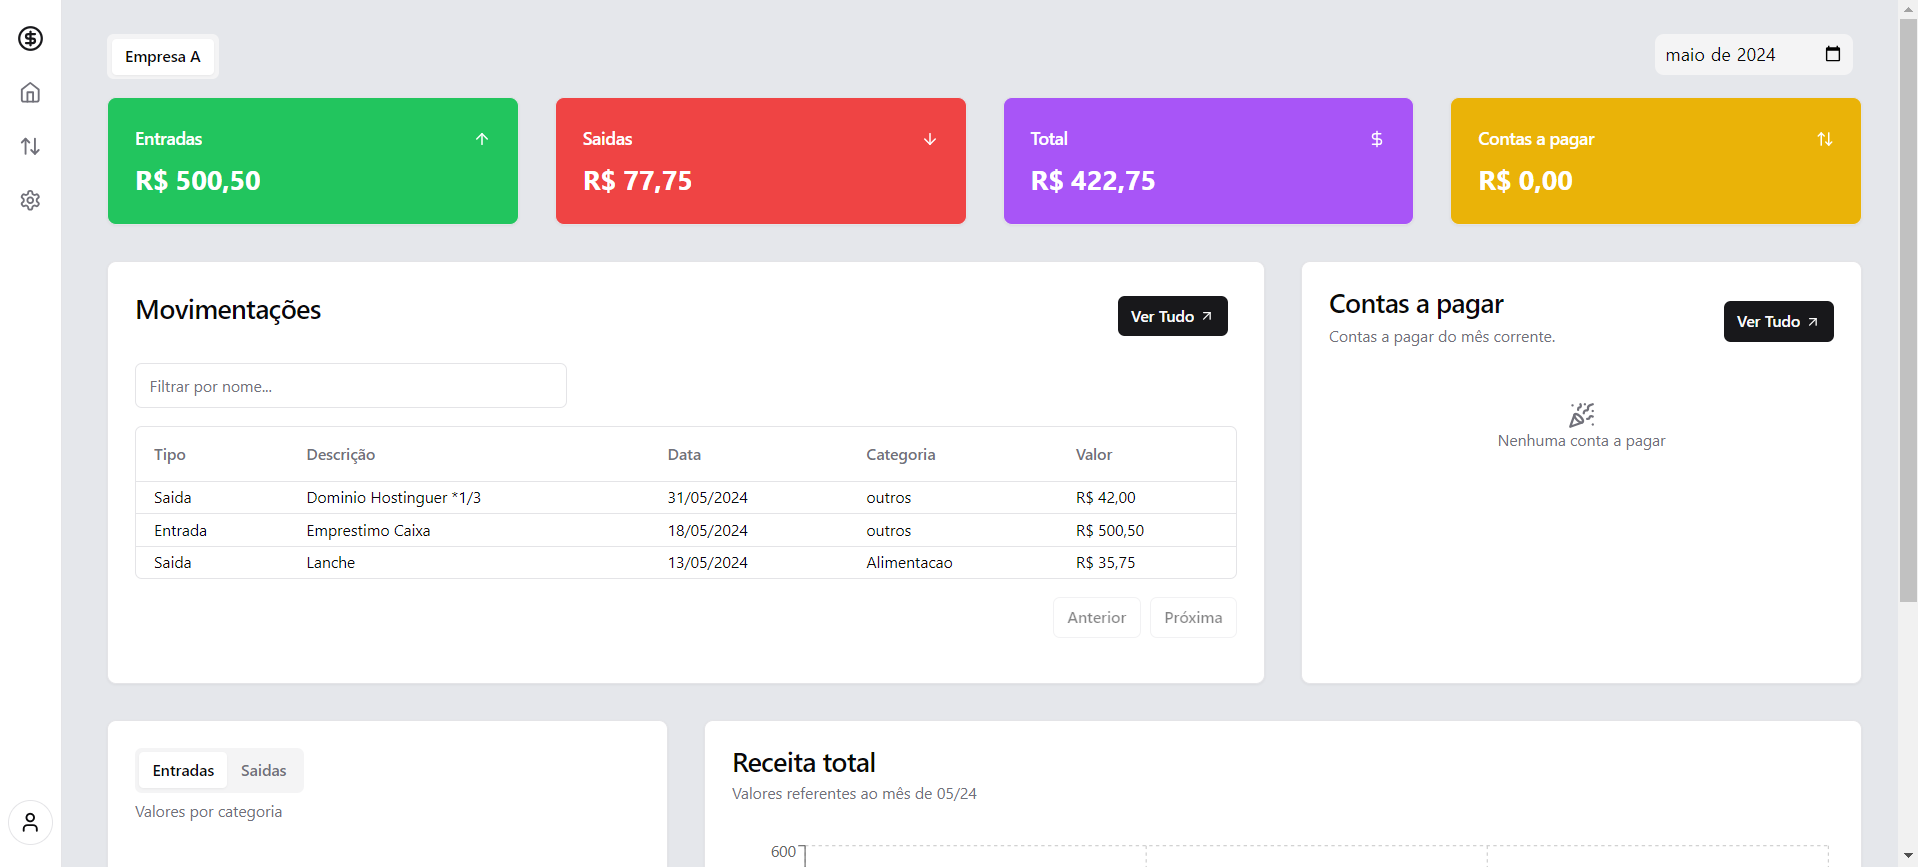 Empresa A
maio de 2024
Entradas
R$ 500,50
Saidas
R$ 77,75
Total
$
R$ 422,75
Contas a pagar
R$ 0,00
Movimentações
Ver Tudo
Filtrar por nome...
Tipo Descrição Data Categoria Valor
Saida Dominio Hostinguer *1/3 31/05/2024 outros R$ 42,00
Entrada Emprestimo Caixa 18/05/2024 outros R$ 500,50
Saida Lanche 13/05/2024 Alimentacao R$ 35,75
Anterior Próxima
Contas a pagar
Contas a pagar do mês corrente.
Ver Tudo
Nenhuma conta a pagar
Entradas Saidas
Valores por categoria
Receita total
Valores referentes ao mês de 05/24
600